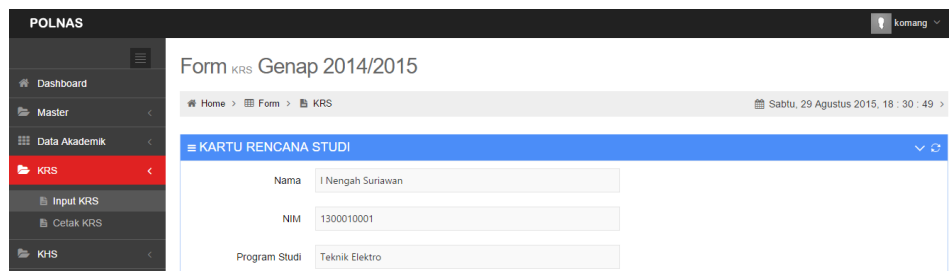 POLNAS
komang
Form KRS Genap 2014/2015
Dashboard
Home > Form > KRS
Sabtu, 29 Agustus 2015, 18 : 30 : 49 >
Master
Data Akademik
KARTU RENCANA STUDI
KRS
Nama I Nengah Suriawan
Input KRS
NIM 1300010001
Cetak KRS
KHS
Program Studi Teknik Elektro